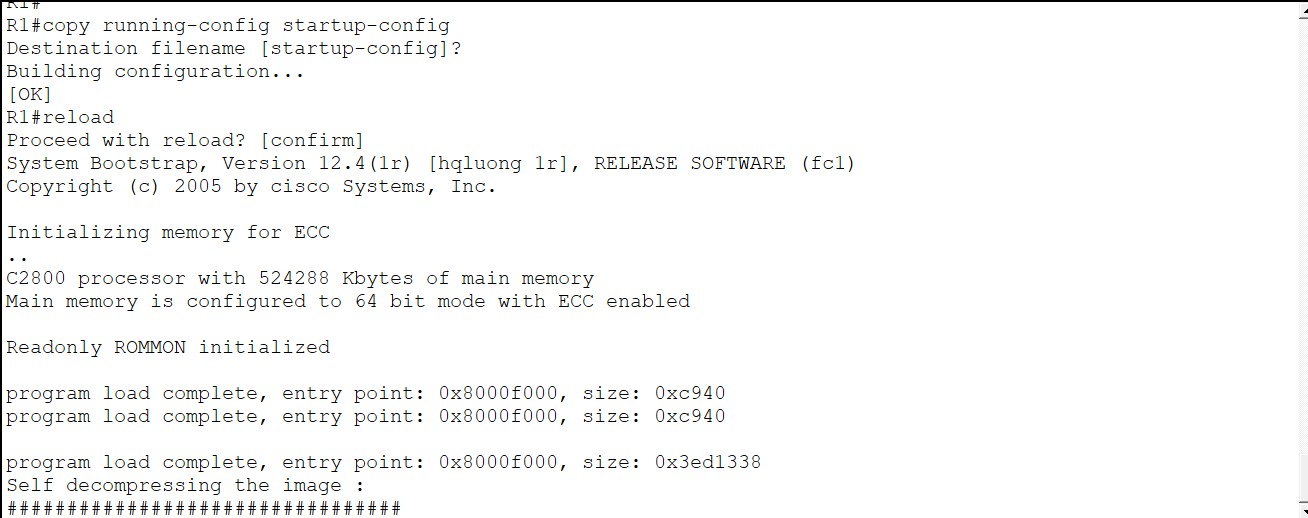 R1#
R1#copy running-config startup-config
Destination filename [startup-config]?
Building configuration...
[OK]
R1#reload
Proceed with reload? [confirm]
System Bootstrap, Version 12.4(1r) [hqluong 1r], RELEASE SOFTWARE (fc1)
Copyright (c) 2005 by cisco Systems, Inc.
Initializing memory for ECC
..
C2800 processor with 524288 Kbytes of main memory
Main memory is configured to 64 bit mode with ECC enabled
Readonly ROMMON initialized
program load complete, entry point: 0x8000f000, size: 0xc940
program load complete, entry point: 0x8000f000, size: 0xc940
program load complete, entry point: 0x8000f000, size: 0x3ed1338
Self decompressing the image :
#################################